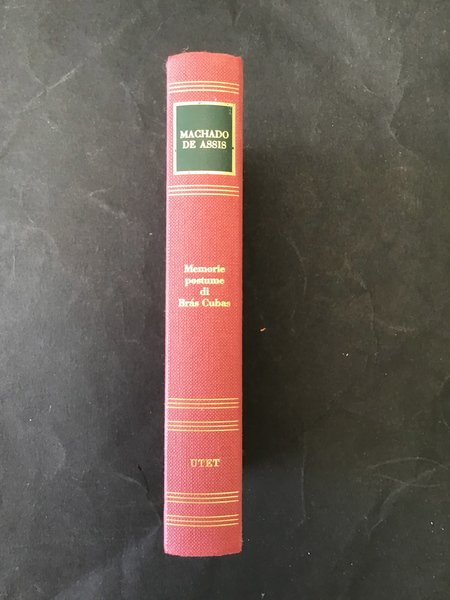 MACHADO
DE ASSIS
Memorie
postume
di
Brás Cubas
UTET